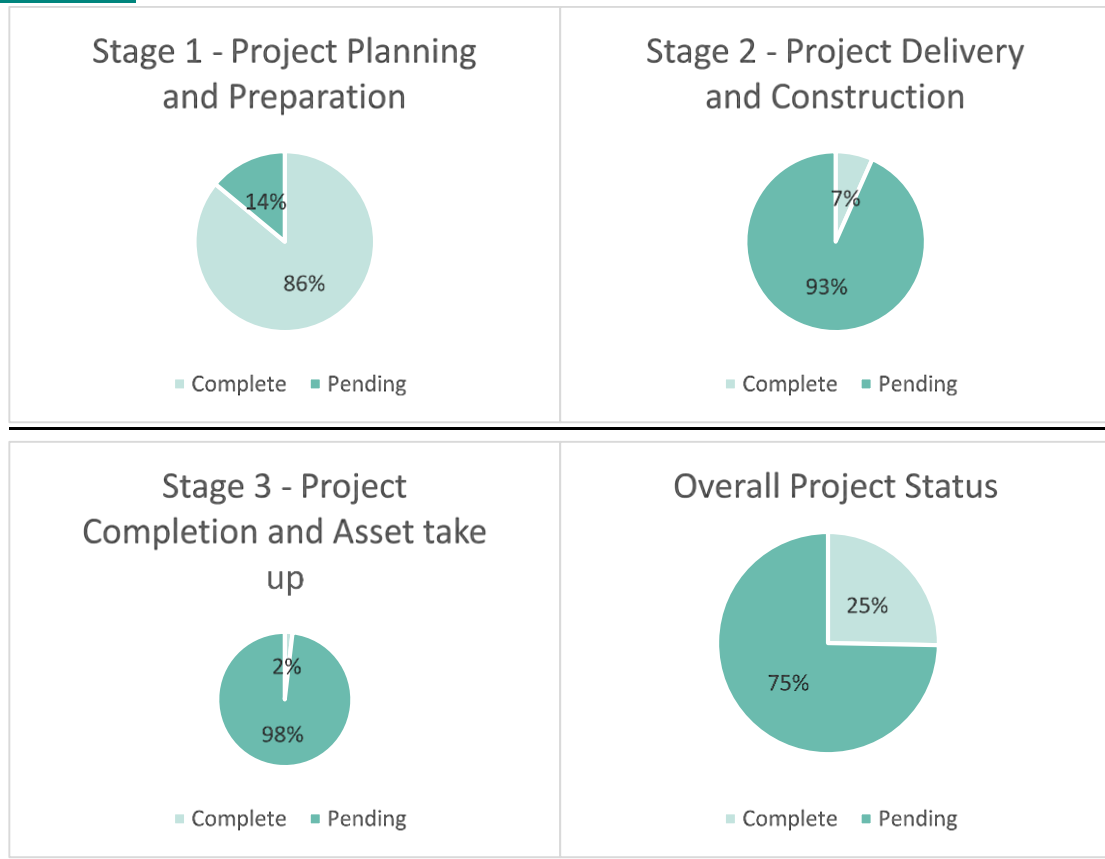 Stage 1 - Project Planning
and Preparation
14%
86%
Complete Pending
Stage 2 - Project Delivery
and Construction
7%
93%
Complete Pending
Stage 3 - Project
Completion and Asset take
up
2%
98%
Complete Pending
Overall Project Status
25%
75%
Complete Pending